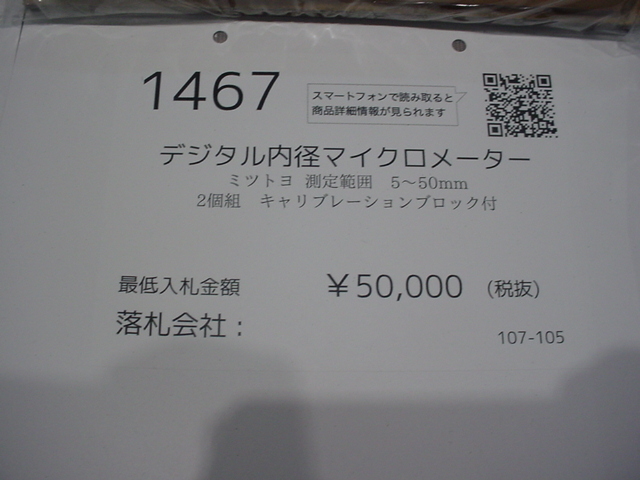 1467
スマートフォンで読み取ると
商品詳細情報が見られます
デジタル内径マイクロメーター
ミツトヨ 測定範囲 5～50mm
2個組 キャリブレーションブロック付
最低入札金額 ￥50,000 （税抜）
落札会社：
107-105